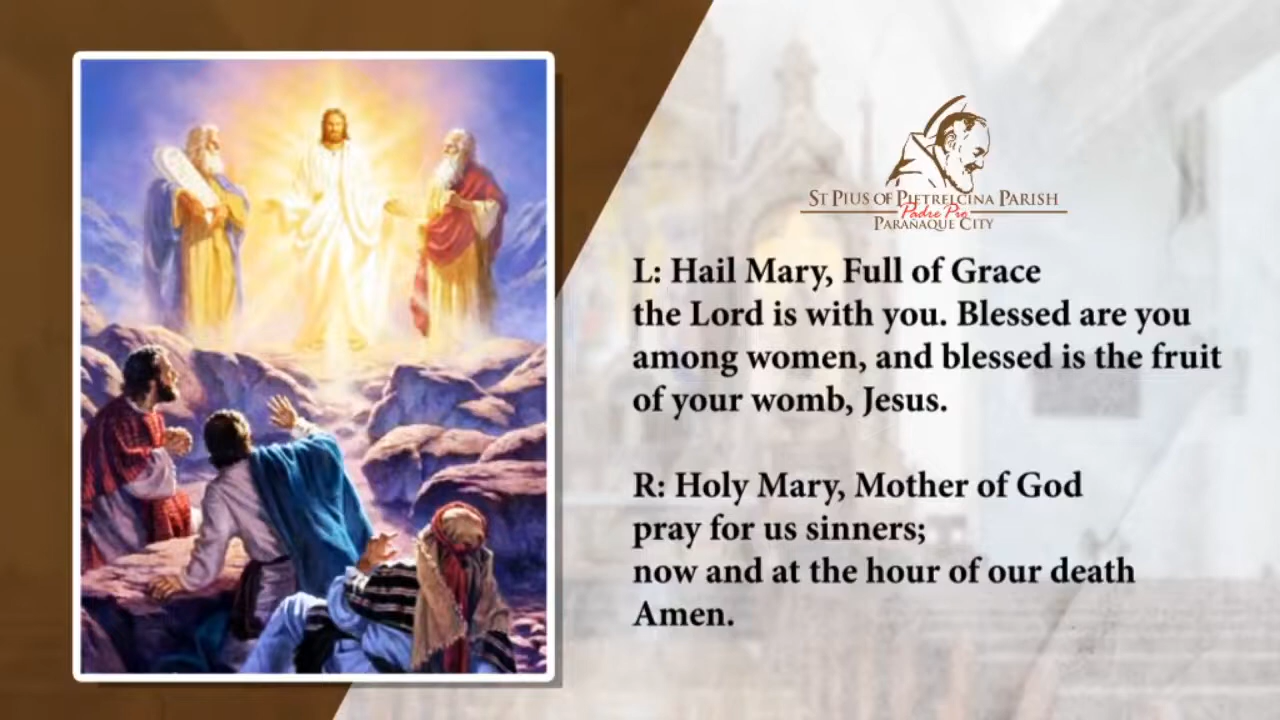 ST PIUS OF PIETRELCINA PARISH
Padre Pio
PARAÑAQUE CITY
L: Hail Mary, Full of Grace
the Lord is with you. Blessed are you
among women, and blessed is the fruit
of your womb, Jesus.
R: Holy Mary, Mother of God
pray for us sinners;
now and at the hour of our death
Amen.